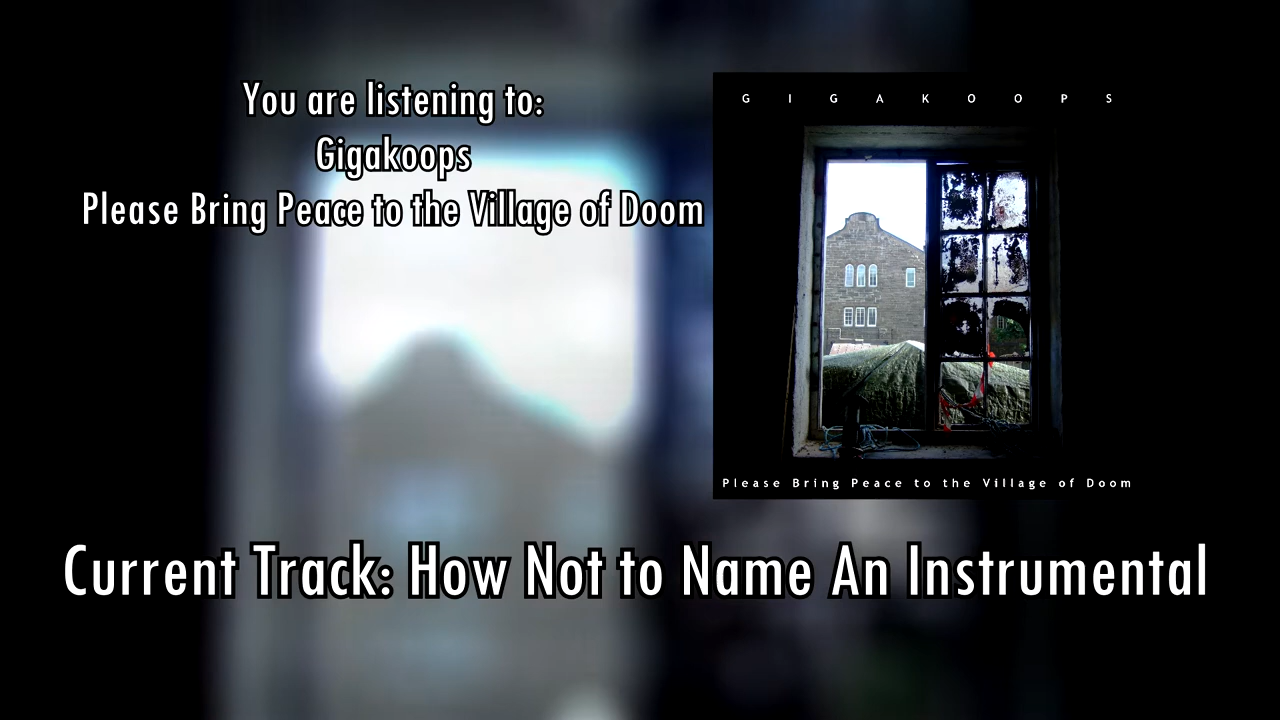 You are listening to:
Gigakoops
Please Bring Peace to the Village of Doom
G I G A K O O P S
Please Bring Peace to the Village of Doom
Current Track: How Not to Name An Instrumental